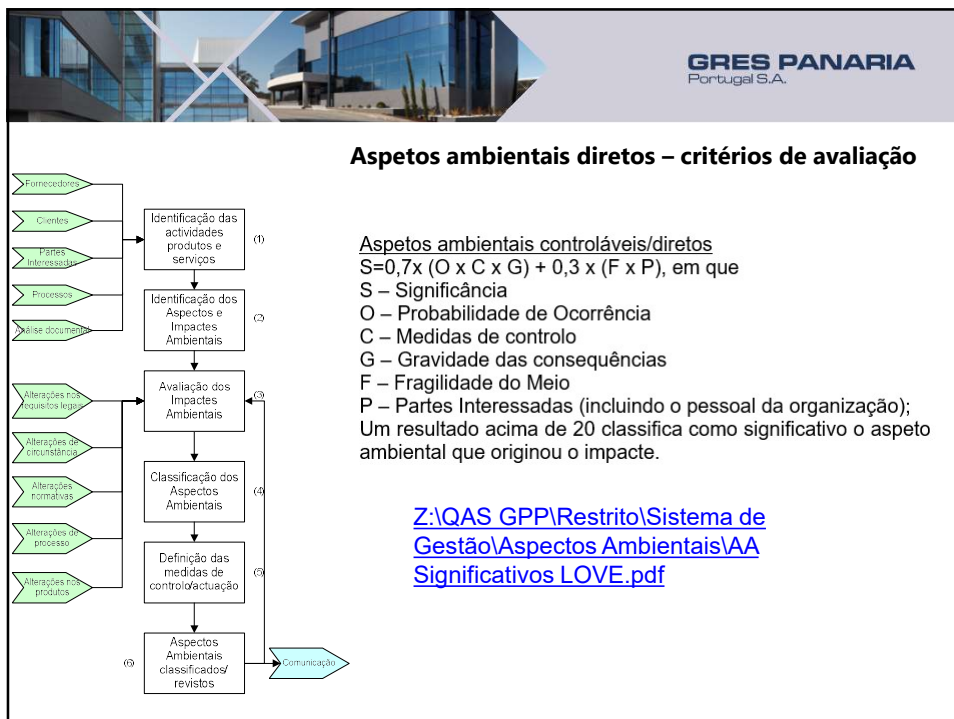 GRES PANARIA
Portugal S.A.
Aspetos ambientais diretos – critérios de avaliação
Fornecedores
Clientes
Partes
Interessadas
Processos
Análise documental
Alterações nos
requisitos legais
Alterações de
circunstância
Alterações
normativas
Alterações de
processo
Alterações nos
produtos
Identificação das
actividades
produtos e
serviços
(1)
Identificação dos
Aspectos e
Impactes
Ambientais
(2)
Avaliação dos
Impactes
Ambientais
(3)
Classificação dos
Aspectos
Ambientais
(4)
Definição das
medidas de
controlo/actuação
(5)
Aspectos
Ambientais
classificados/
revistos
(6)
Comunicação
Aspetos ambientais controláveis/diretos
S=0,7x (O x C x G) + 0,3 x (F x P), em que
S – Significância
O – Probabilidade de Ocorrência
C – Medidas de controlo
G – Gravidade das consequências
F – Fragilidade do Meio
P – Partes Interessadas (incluindo o pessoal da organização);
Um resultado acima de 20 classifica como significativo o aspeto
ambiental que originou o impacte.
Z:\QAS GPP\Restrito\Sistema de
Gestão\Aspectos Ambientais\AA
Significativos LOVE.pdf